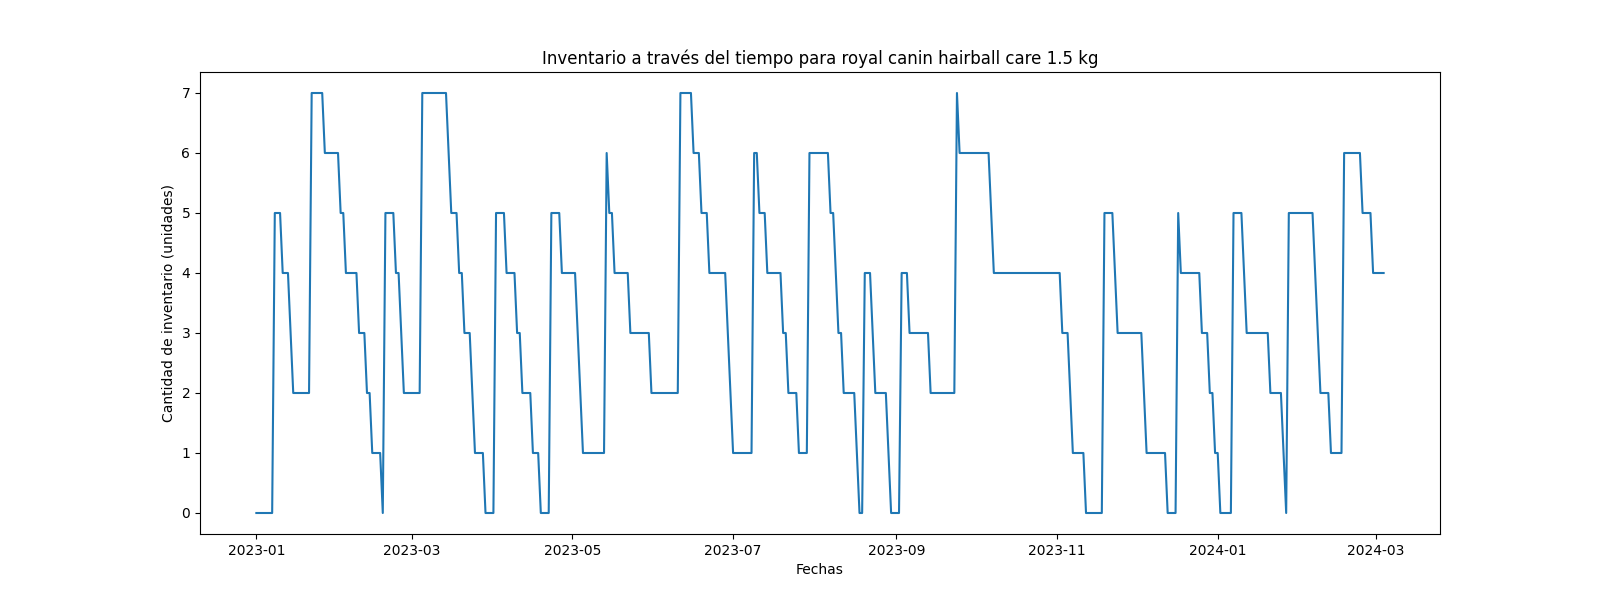 Inventario a través del tiempo para royal canin hairball care 1.5 kg
Cantidad de inventario (unidades)
7
6
5
4
3
2
1
0
2023-01 2023-03 2023-05 2023-07 2023-09 2023-11 2024-01 2024-03
Fechas